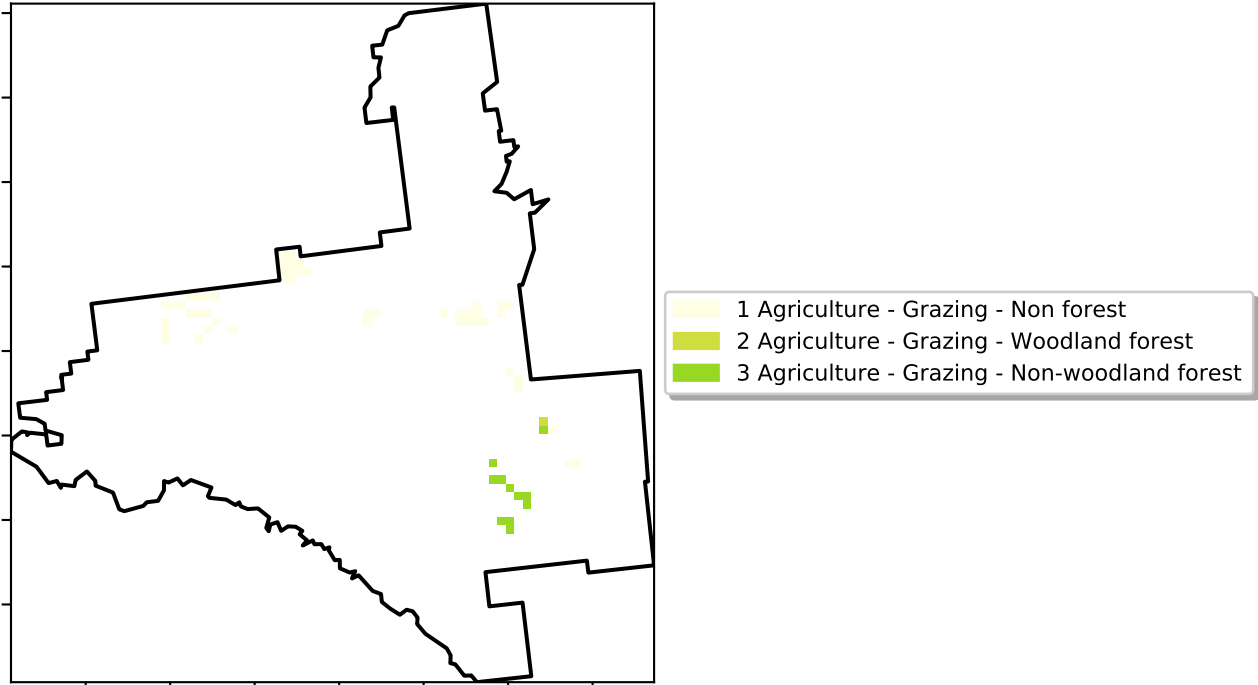 1 Agriculture - Grazing - Non forest
2 Agriculture - Grazing - Woodland forest
3 Agriculture - Grazing - Non-woodland forest